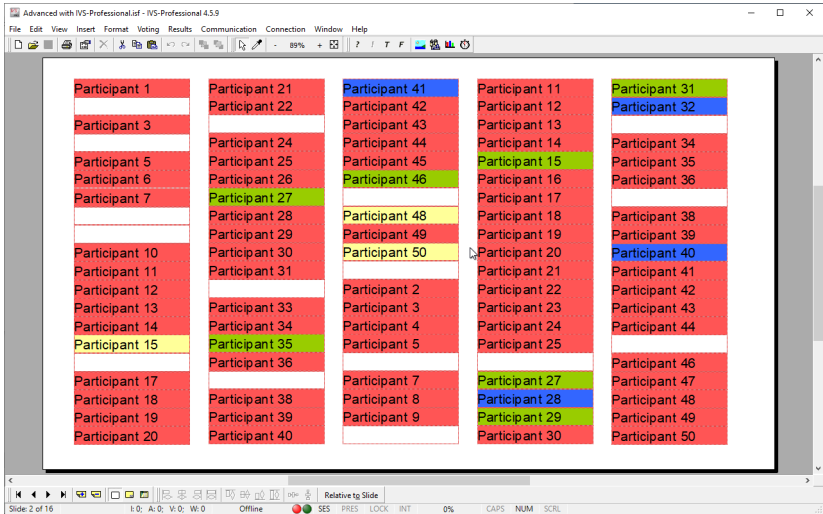 Advanced with IVS-Professional.isf - IVS-Professional 4.5.9
File Edit View Insert Format Voting Results Communication Connection Window Help
- 89% + ? ! T F
Participant 1
Participant 3
Participant 5
Participant 6
Participant 7
Participant 10
Participant 11
Participant 12
Participant 13
Participant 14
Participant 15
Participant 17
Participant 18
Participant 19
Participant 20
Participant 21
Participant 22
Participant 24
Participant 25
Participant 26
Participant 27
Participant 28
Participant 29
Participant 30
Participant 31
Participant 33
Participant 34
Participant 35
Participant 36
Participant 38
Participant 39
Participant 40
Participant 41
Participant 42
Participant 43
Participant 44
Participant 45
Participant 46
Participant 48
Participant 49
Participant 50
Participant 2
Participant 3
Participant 4
Participant 5
Participant 7
Participant 8
Participant 9
Participant 11
Participant 12
Participant 13
Participant 14
Participant 15
Participant 16
Participant 17
Participant 18
Participant 19
Participant 20
Participant 21
Participant 22
Participant 23
Participant 24
Participant 25
Participant 27
Participant 28
Participant 29
Participant 30
Participant 31
Participant 32
Participant 34
Participant 35
Participant 36
Participant 38
Participant 39
Participant 40
Participant 41
Participant 42
Participant 43
Participant 44
Participant 46
Participant 47
Participant 48
Participant 49
Participant 50
Relative to Slide
Slide: 2 of 16 I: 0; A: 0; V: 0; W: 0 Offline SES PRES LOCK INT 0% CAPS NUM SCRL